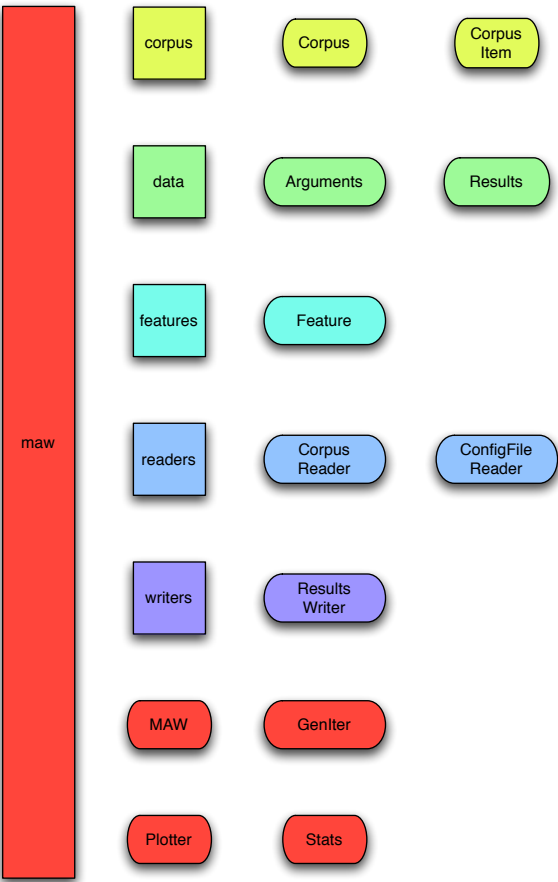 corpus
Corpus
Corpus
Item
data
Arguments
Results
features
Feature
maw
readers
Corpus
Reader
ConfigFile
Reader
writers
Results
Writer
MAW
GenIter
Plotter
Stats